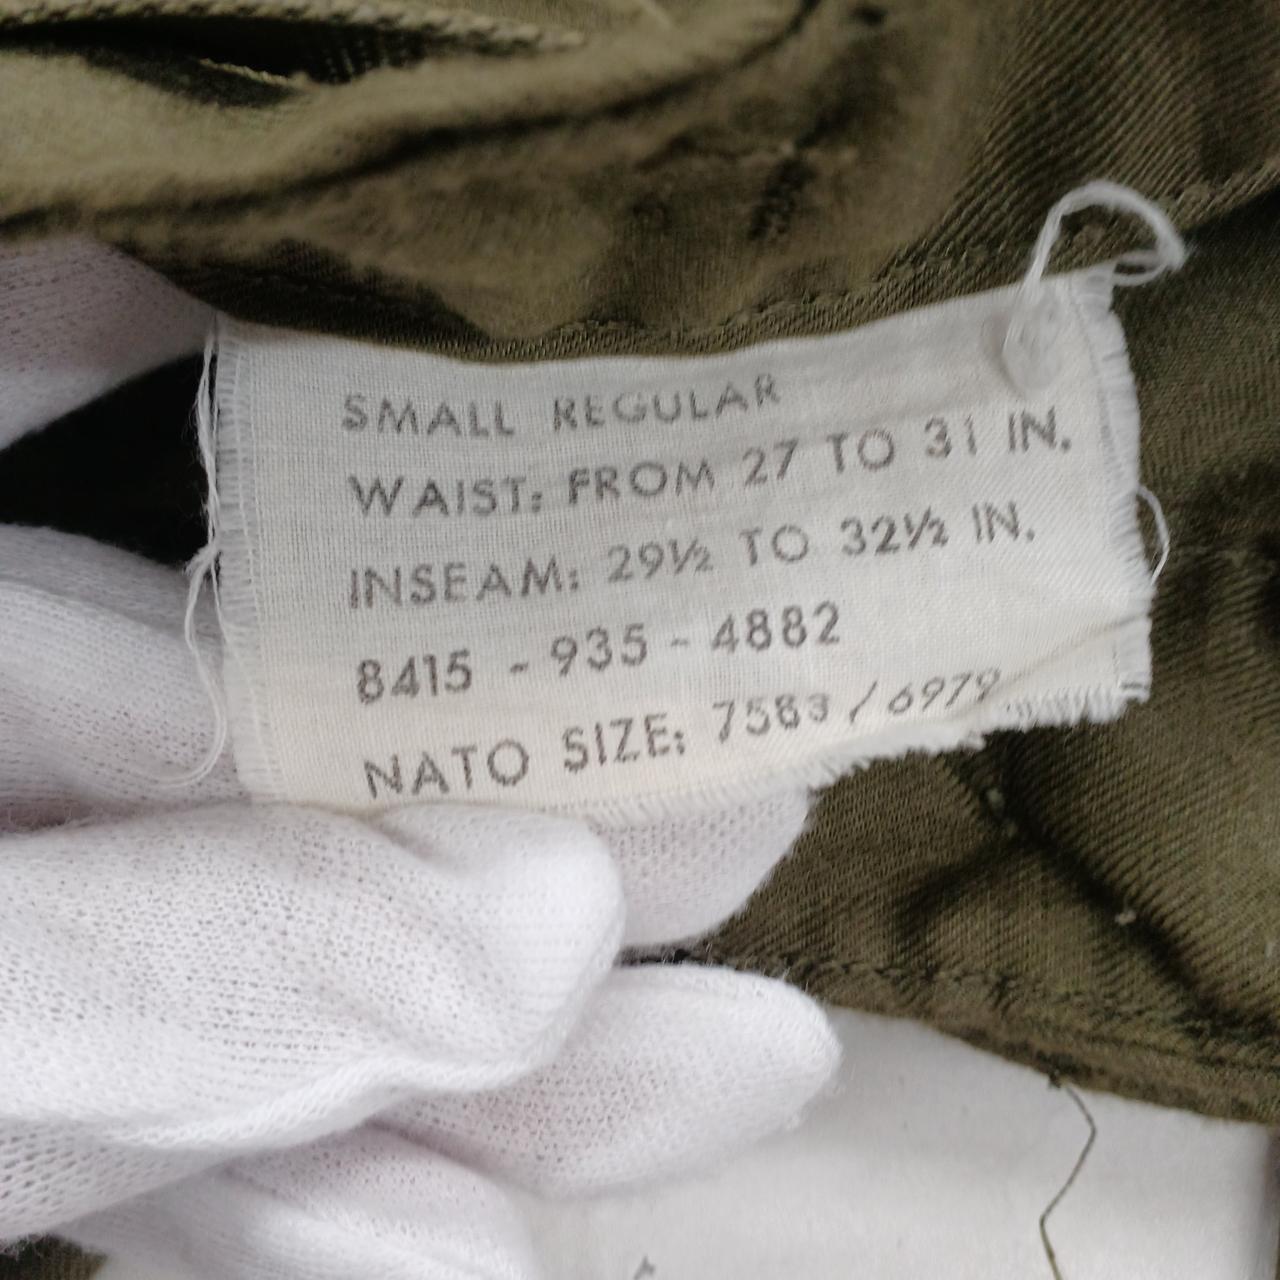 SMALL REGULAR
WAIST: FROM 27 TO 31 IN.
INSEAM: 29½ TO 32½ IN.
8415 - 935 - 4882
NATO SIZE: 7583 / 6979